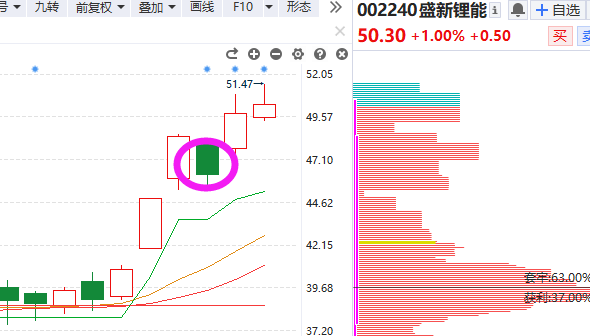 号 九转 前复权 叠加 画线 F10 形态
002240盛新锂能
50.30 +1.00% +0.50
自选
买
卖
52.05
51.47
49.57
47.10
44.62
42.15
39.68
37.20
套牢:63.00%
获利:37.00%